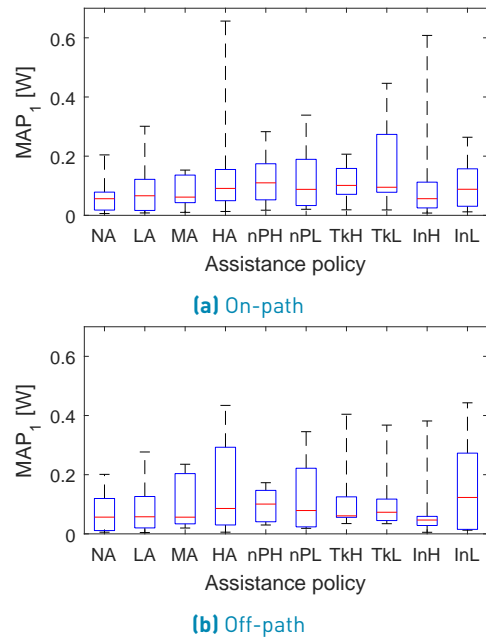 0.6
0.4
0.2
0
MAP1 [W]
NA LA MA HA nPH nPL TkH TkL InH InL
Assistance policy
(a) On-path
0.6
0.4
0.2
0
MAP1 [W]
NA LA MA HA nPH nPL TkH TkL InH InL
Assistance policy
(b) Off-path